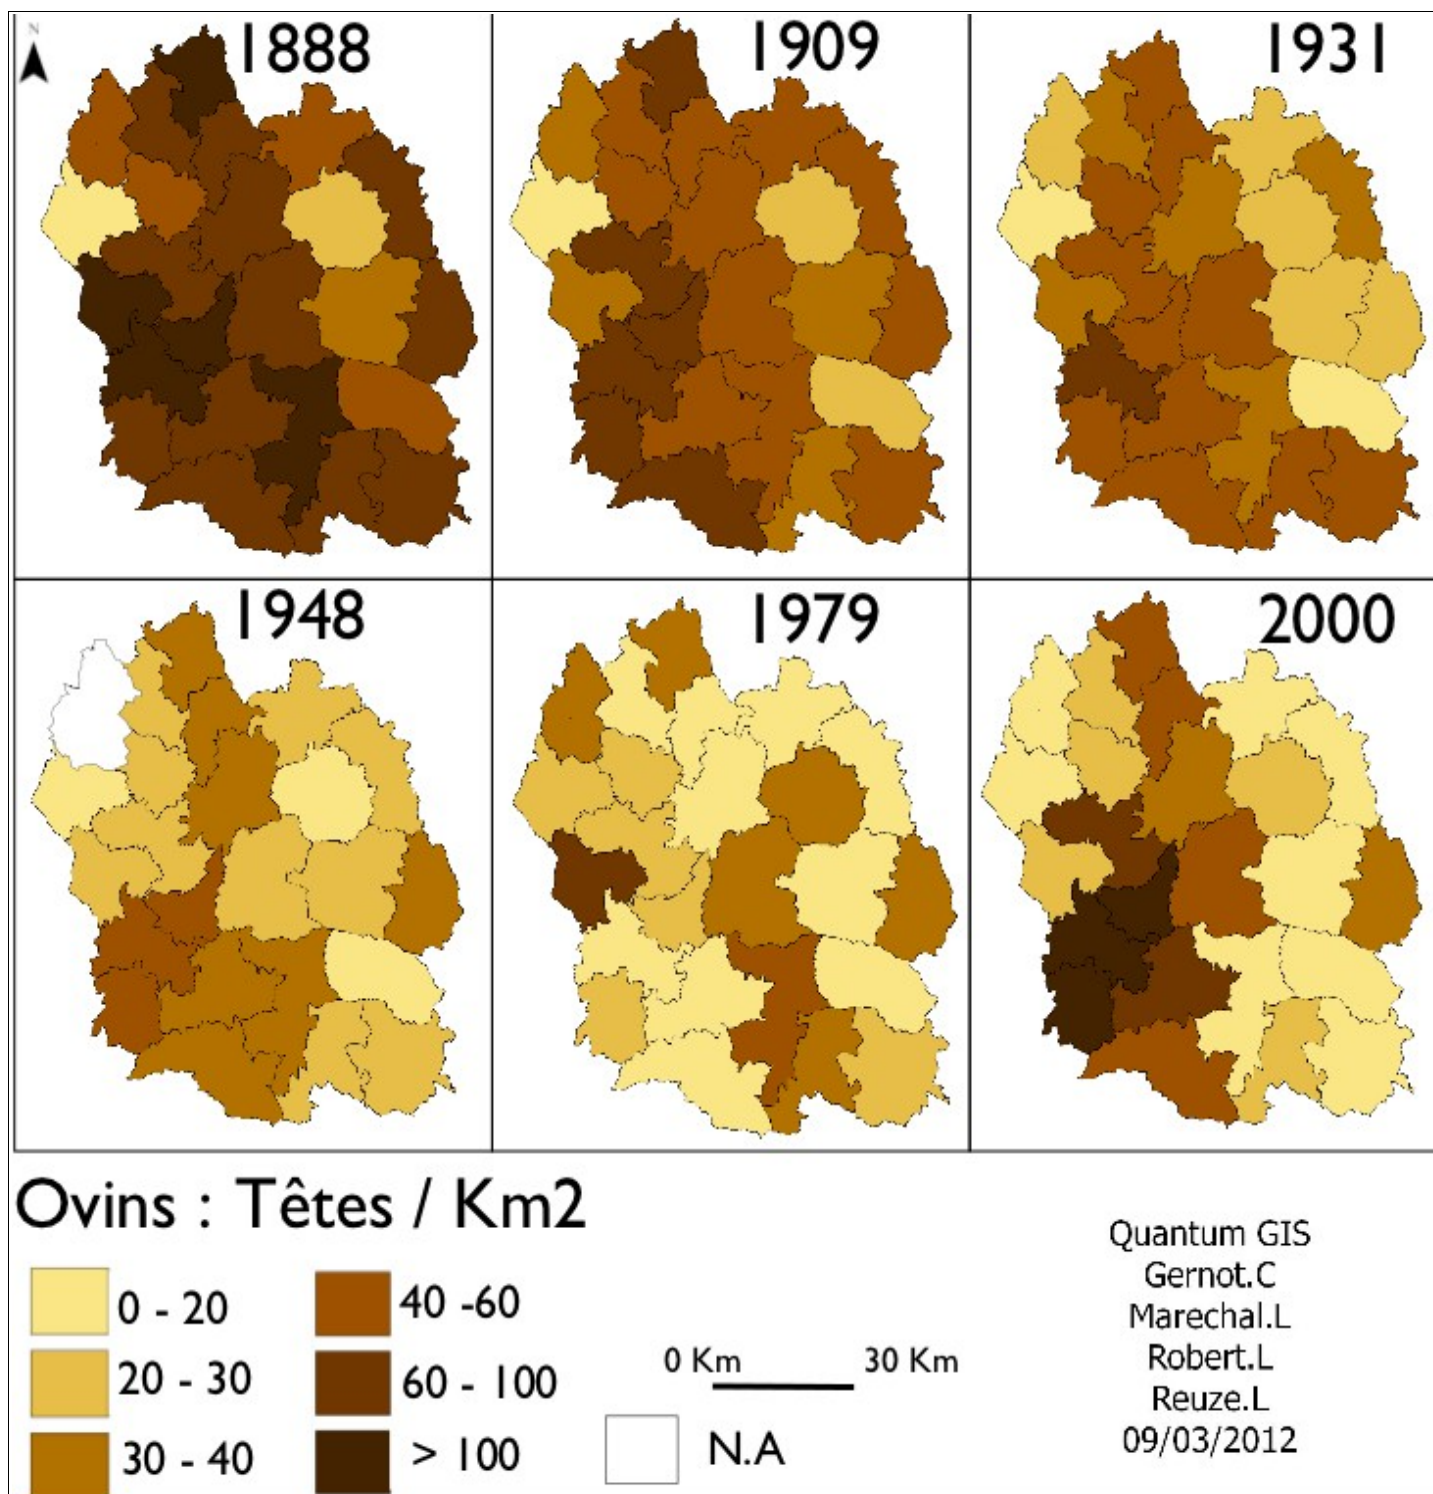 N
1888
1909
1931
1948
1979
2000
Ovins : Têtes / Km2
0 - 20
20 - 30
30 - 40
40 -60
60 - 100
> 100
0 Km 30 Km
N.A
Quantum GIS
Gernot.C
Marechal.L
Robert.L
Reuze.L
09/03/2012